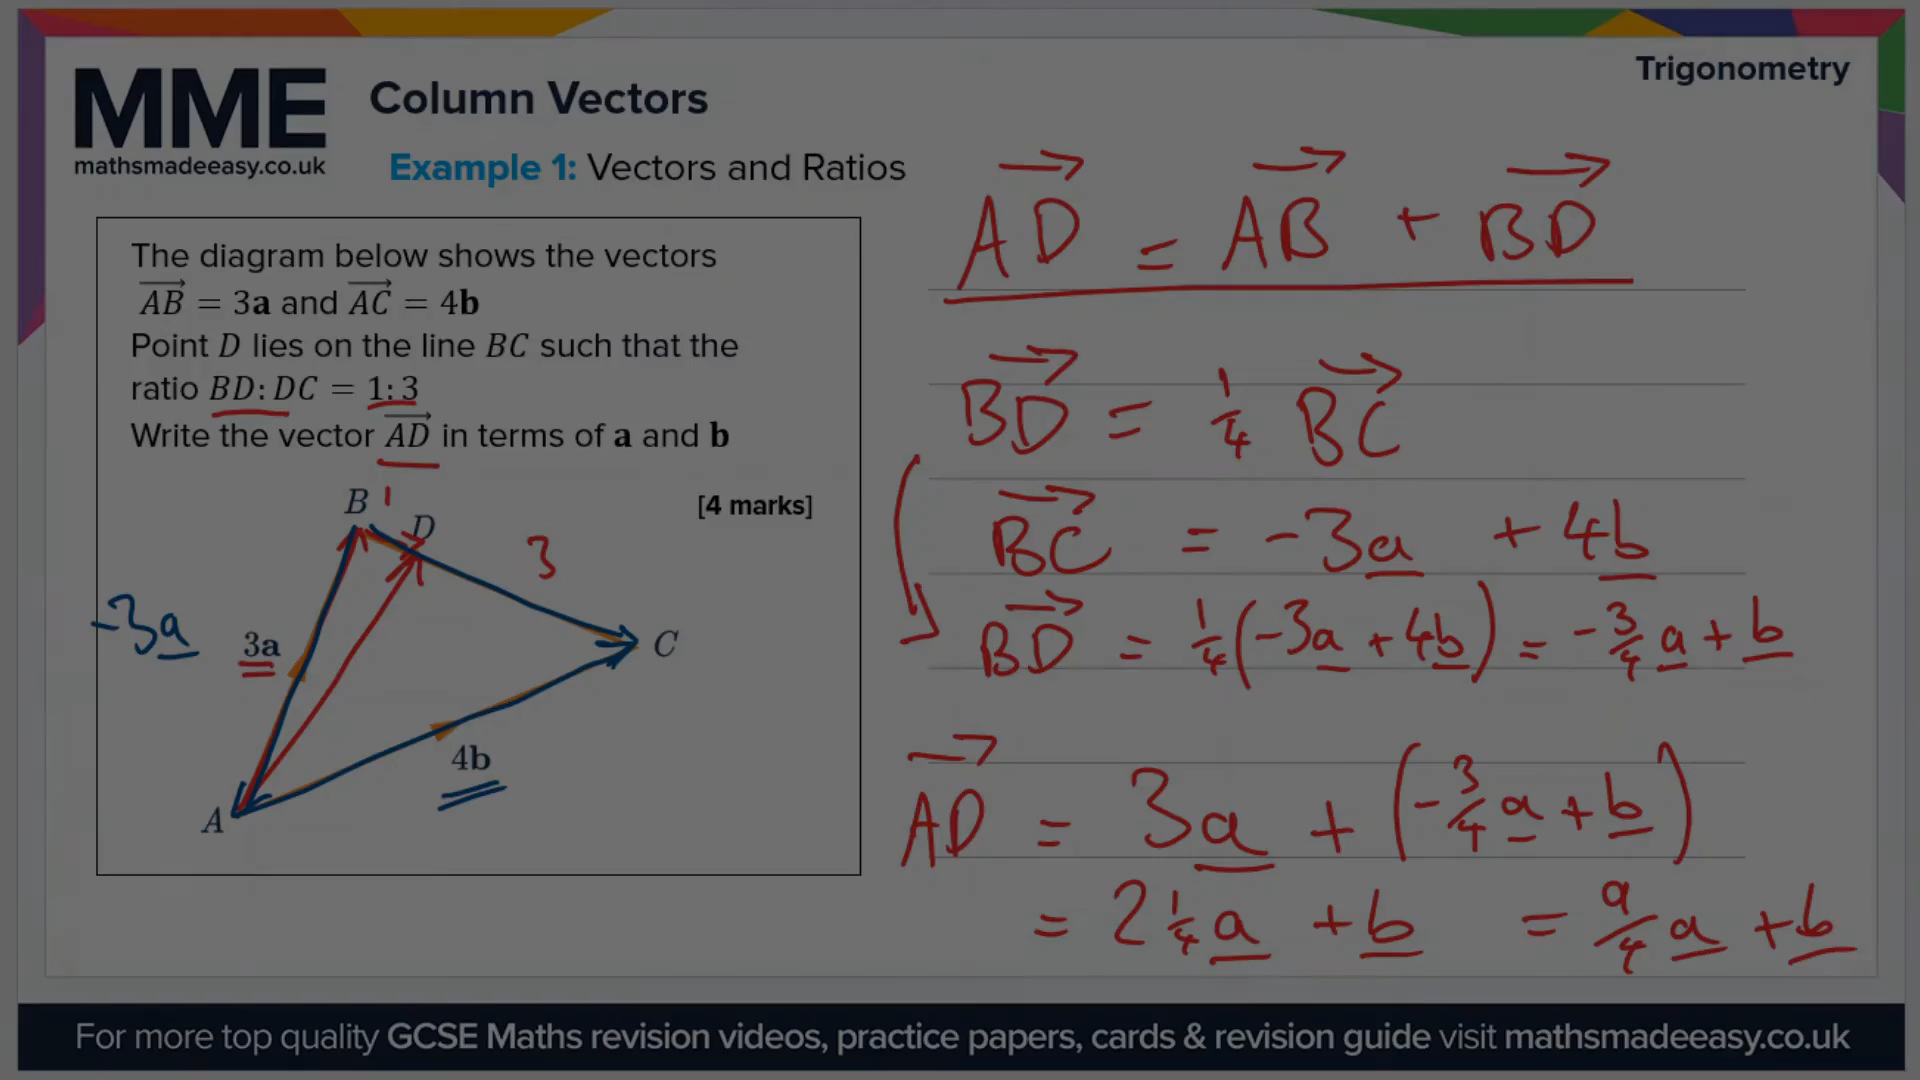 MME
mathsmadeeasy.co.uk
Column Vectors
Trigonometry
Example 1: Vectors and Ratios
The diagram below shows the vectors
AB = 3a and AC = 4b
Point D lies on the line BC such that the
ratio BD: DC = 1:3
Write the vector AD in terms of a and b
[4 marks]
B 1
D
3
-3a
3a
C
4b
A
AD = AB + BD
BD = 1/4 BC
BC = -3a + 4b
BD = 1/4(-3a + 4b) = -3/4 a + b
AD = 3a + (-3/4 a + b)
= 2 1/4 a + b = 9/4 a + b
For more top quality GCSE Maths revision videos, practice papers, cards & revision guide visit mathsmadeeasy.co.uk